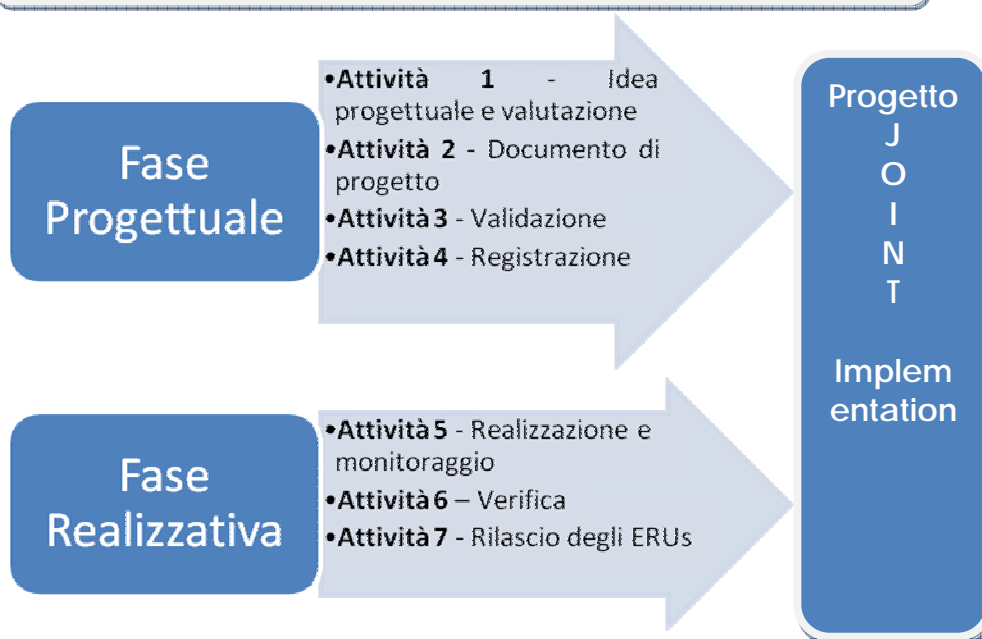 Fase
Progettuale
•Attività 1 - Idea
progettuale e valutazione
•Attività 2 - Documento di
progetto
•Attività 3 - Validazione
•Attività 4 - Registrazione
Fase
Realizzativa
•Attività 5 - Realizzazione e
monitoraggio
•Attività 6 – Verifica
•Attività 7 - Rilascio degli ERUs
Progetto
J
O
I
N
T
Implem
entation